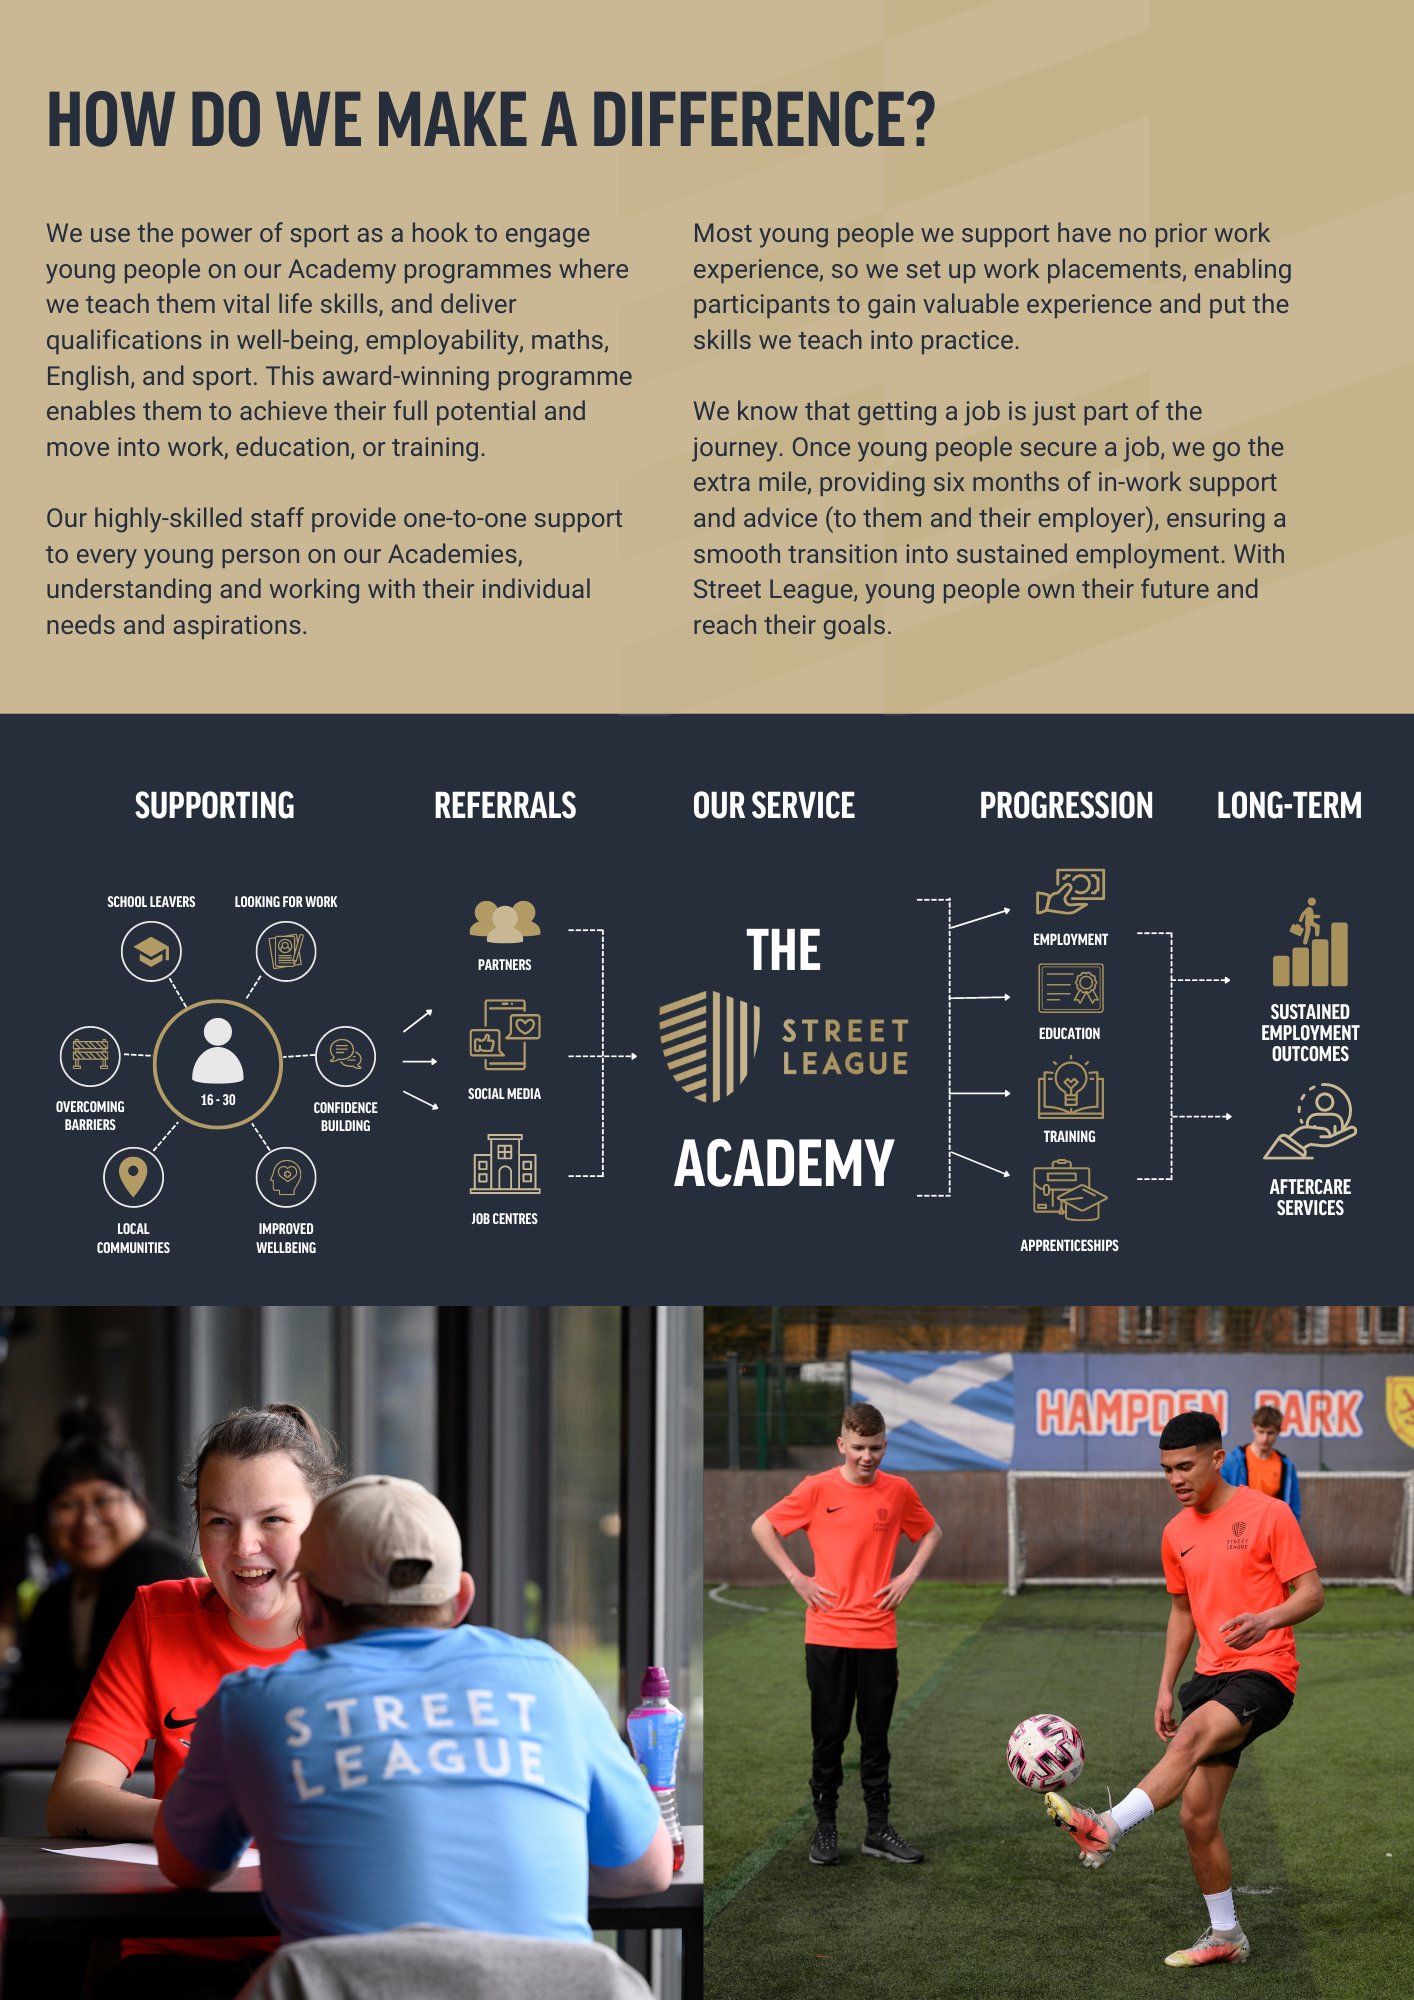 HOW DO WE MAKE A DIFFERENCE?
We use the power of sport as a hook to engage
young people on our Academy programmes where
we teach them vital life skills, and deliver
qualifications in well-being, employability, maths,
English, and sport. This award-winning programme
enables them to achieve their full potential and
move into work, education, or training.
Our highly-skilled staff provide one-to-one support
to every young person on our Academies,
understanding and working with their individual
needs and aspirations.
Most young people we support have no prior work
experience, so we set up work placements, enabling
participants to gain valuable experience and put the
skills we teach into practice.
We know that getting a job is just part of the
journey. Once young people secure a job, we go the
extra mile, providing six months of in-work support
and advice (to them and their employer), ensuring a
smooth transition into sustained employment. With
Street League, young people own their future and
reach their goals.
SUPPORTING
SCHOOL LEAVERS
LOOKING FOR WORK
OVERCOMING
BARRIERS
16 - 30
CONFIDENCE
BUILDING
LOCAL
COMMUNITIES
IMPROVED
WELLBEING
REFERRALS
PARTNERS
SOCIAL MEDIA
JOB CENTRES
OUR SERVICE
THE
STREET
LEAGUE
ACADEMY
PROGRESSION
EMPLOYMENT
EDUCATION
TRAINING
APPRENTICESHIPS
LONG-TERM
SUSTAINED
EMPLOYMENT
OUTCOMES
AFTERCARE
SERVICES
STREET
LEAGUE
HAMPDEN PARK
STREET
LEAGUE
STREET
LEAGUE